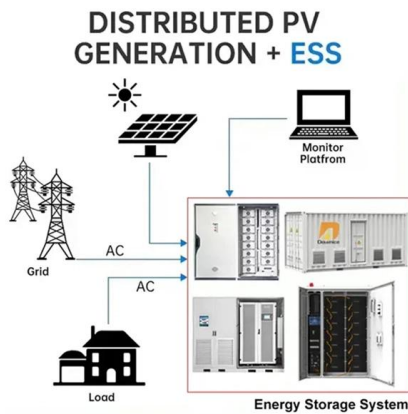 DISTRIBUTED PV
GENERATION + ESS
Monitor
Platfrom
Grid
AC
AC
Load
Energy Storage System